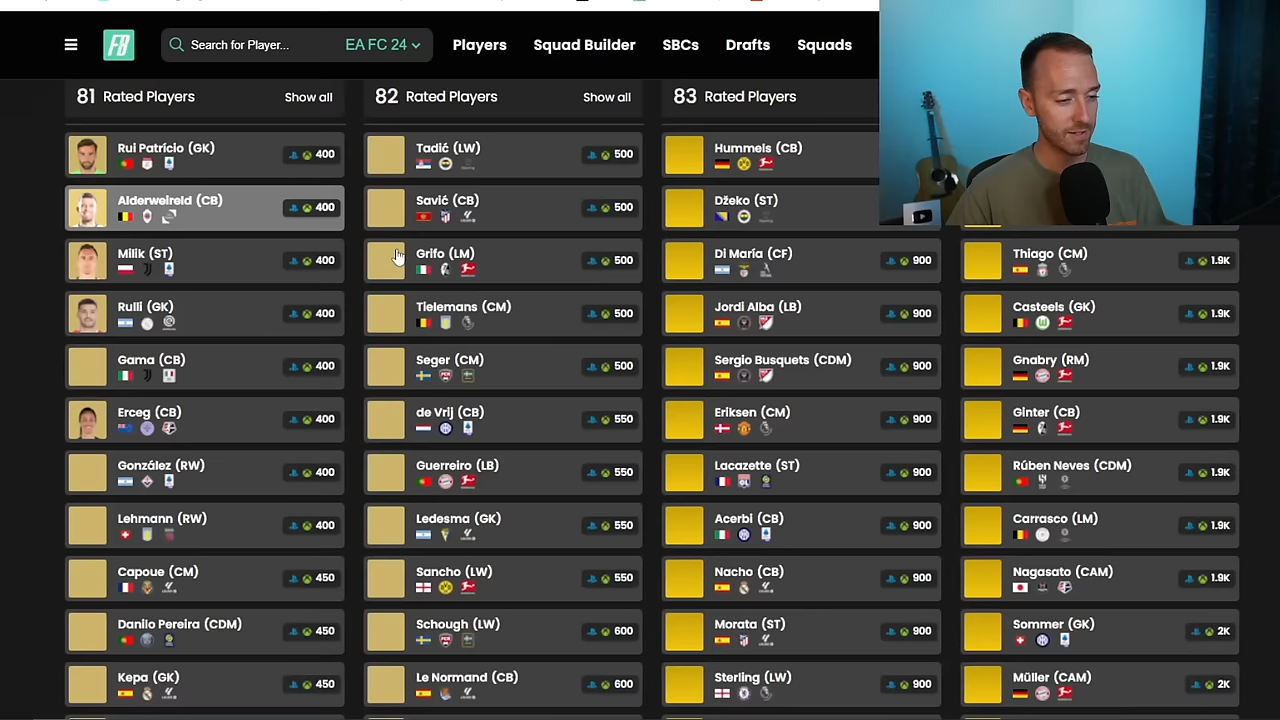 Search for Player... EA FC 24 Players Squad Builder SBCs Drafts Squads
81 Rated Players Show all
Rui Patrício (GK) 400
Alderweireld (CB) 400
Milik (ST) 400
Rulli (GK) 400
Gama (CB) 400
Erceg (CB) 400
González (RW) 400
Lehmann (RW) 400
Capoue (CM) 450
Danilo Pereira (CDM) 450
Kepa (GK) 450
82 Rated Players Show all
Tadić (LW) 500
Savić (CB) 500
Grifo (LM) 500
Tielemans (CM) 500
Seger (CM) 500
de Vrij (CB) 550
Guerreiro (LB) 550
Ledesma (GK) 550
Sancho (LW) 550
Schough (LW) 600
Le Normand (CB) 600
83 Rated Players
Hummels (CB)
Džeko (ST)
Di María (CF) 900
Jordi Alba (LB) 900
Sergio Busquets (CDM) 900
Eriksen (CM) 900
Lacazette (ST) 900
Acerbi (CB) 900
Nacho (CB) 900
Morata (ST) 900
Sterling (LW) 900
Thiago (CM) 1.9K
Casteels (GK) 1.9K
Gnabry (RM) 1.9K
Ginter (CB) 1.9K
Rúben Neves (CDM) 1.9K
Carrasco (LM) 1.9K
Nagasato (CAM) 1.9K
Sommer (GK) 2K
Müller (CAM) 2K